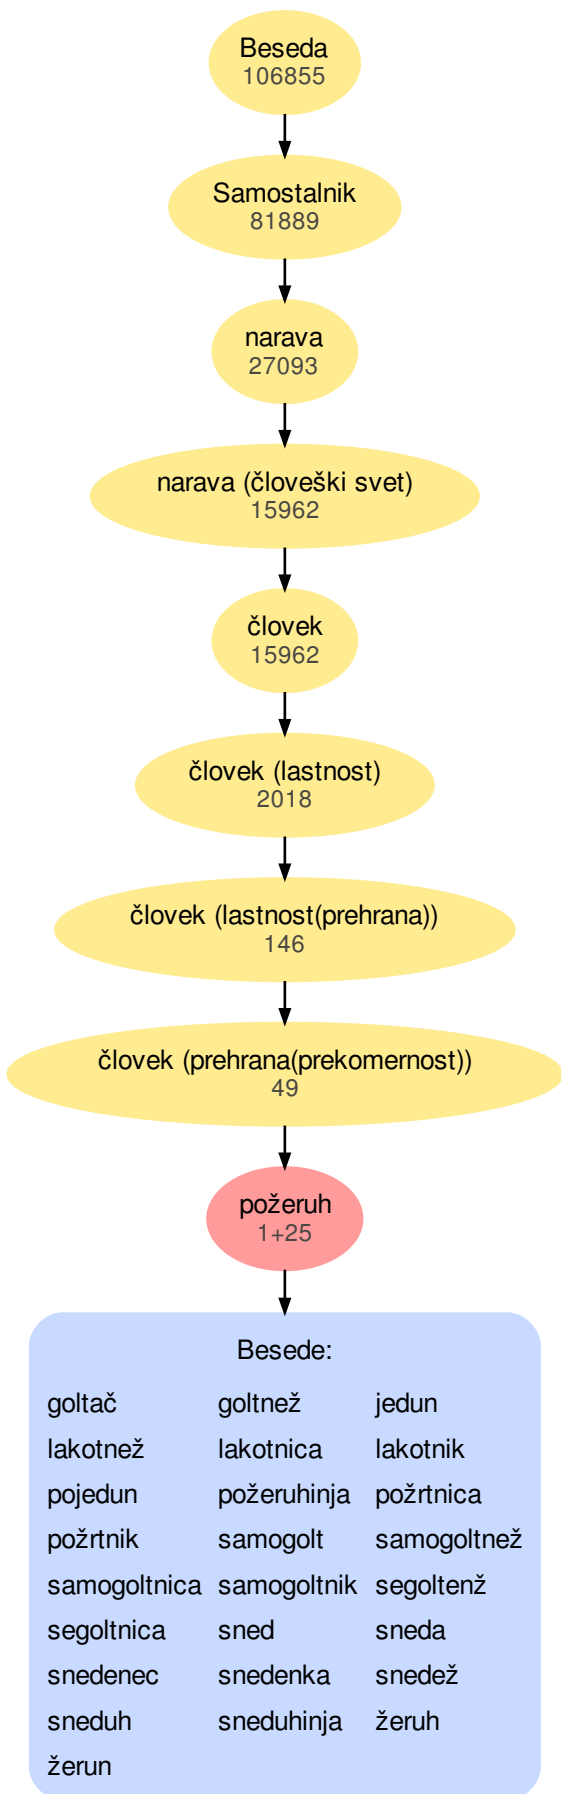 Beseda
106855
Samostalnik
81889
narava
27093
narava (človeški svet)
15962
človek
15962
človek (lastnost)
2018
človek (lastnost(prehrana))
146
človek (prehrana(prekomernost))
49
požeruh
1+25
Besede:
goltač goltnež jedun
lakotnež lakotnica lakotnik
pojedun požeruhinja požrtnica
požrtnik samogolt samogoltnež
samogoltnica samogoltnik segoltenž
segoltnica sned sneda
snedenec snedenka snedež
sneduh sneduhinja žeruh
žerun